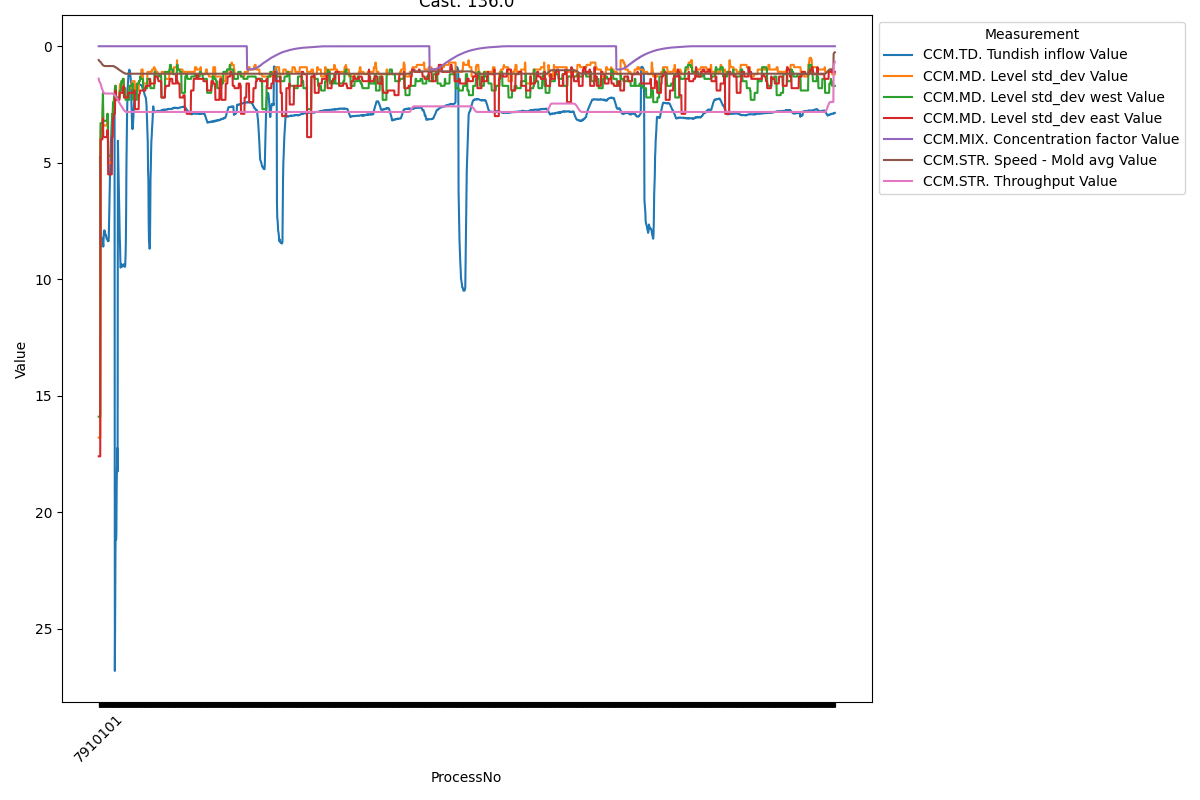 Cast: 136.0
Measurement
CCM.TD. Tundish inflow Value
CCM.MD. Level std_dev Value
CCM.MD. Level std_dev west Value
CCM.MD. Level std_dev east Value
CCM.MIX. Concentration factor Value
CCM.STR. Speed - Mold avg Value
CCM.STR. Throughput Value
0
5
10
15
20
25
Value
7910101
ProcessNo